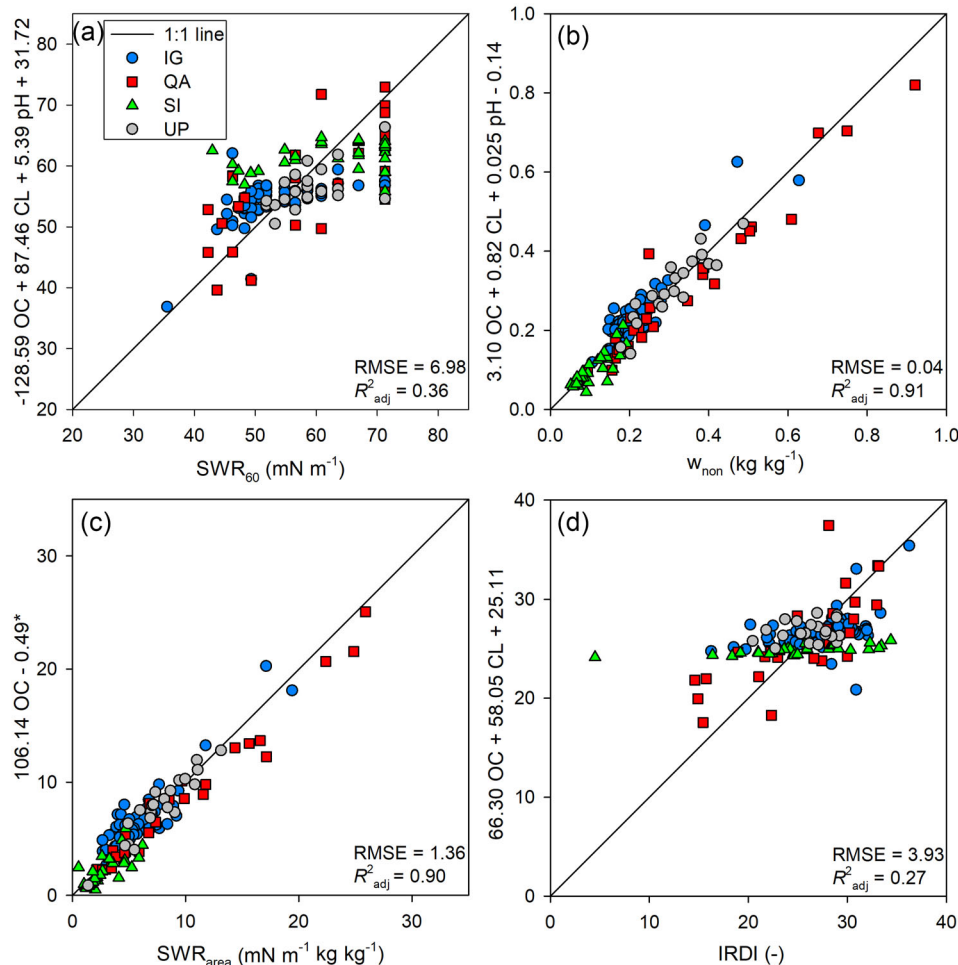 (a)
1:1 line
IG
QA
SI
UP
-128.59 OC + 87.46 CL + 5.39 pH + 31.72
80
70
60
50
40
30
20
20 30 40 50 60 70 80
SWR60 (mN m-1)
RMSE = 6.98
R2adj = 0.36
(b)
3.10 OC + 0.82 CL + 0.025 pH - 0.14
1.0
0.8
0.6
0.4
0.2
0.0
0.0 0.2 0.4 0.6 0.8 1.0
wnon (kg kg-1)
RMSE = 0.04
R2adj = 0.91
(c)
106.14 OC - 0.49*
30
20
10
0
0 10 20 30
SWRarea (mN m-1 kg kg-1)
RMSE = 1.36
R2adj = 0.90
(d)
66.30 OC + 58.05 CL + 25.11
40
30
20
10
0
0 10 20 30 40
IRDI (-)
RMSE = 3.93
R2adj = 0.27